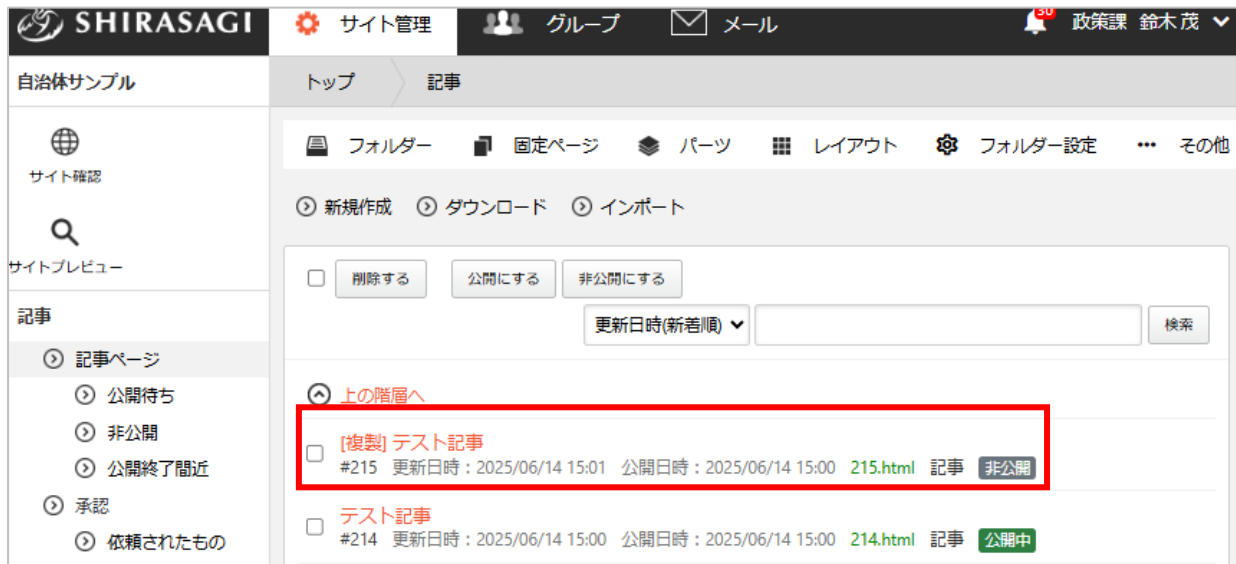 SHIRASAGI サイト管理 グループ メール 30 政策課 鈴木 茂
自治体サンプル トップ 記事
サイト確認
サイトプレビュー
フォルダー 固定ページ パーツ レイアウト フォルダー設定 ••• その他
新規作成 ダウンロード インポート
削除する 公開にする 非公開にする
更新日時(新着順) 検索
記事
記事ページ
公開待ち
非公開
公開終了間近
承認
依頼されたもの
上の階層へ
[複製] テスト記事
#215 更新日時：2025/06/14 15:01 公開日時：2025/06/14 15:00 215.html 記事 非公開
テスト記事
#214 更新日時：2025/06/14 15:00 公開日時：2025/06/14 15:00 214.html 記事 公開中